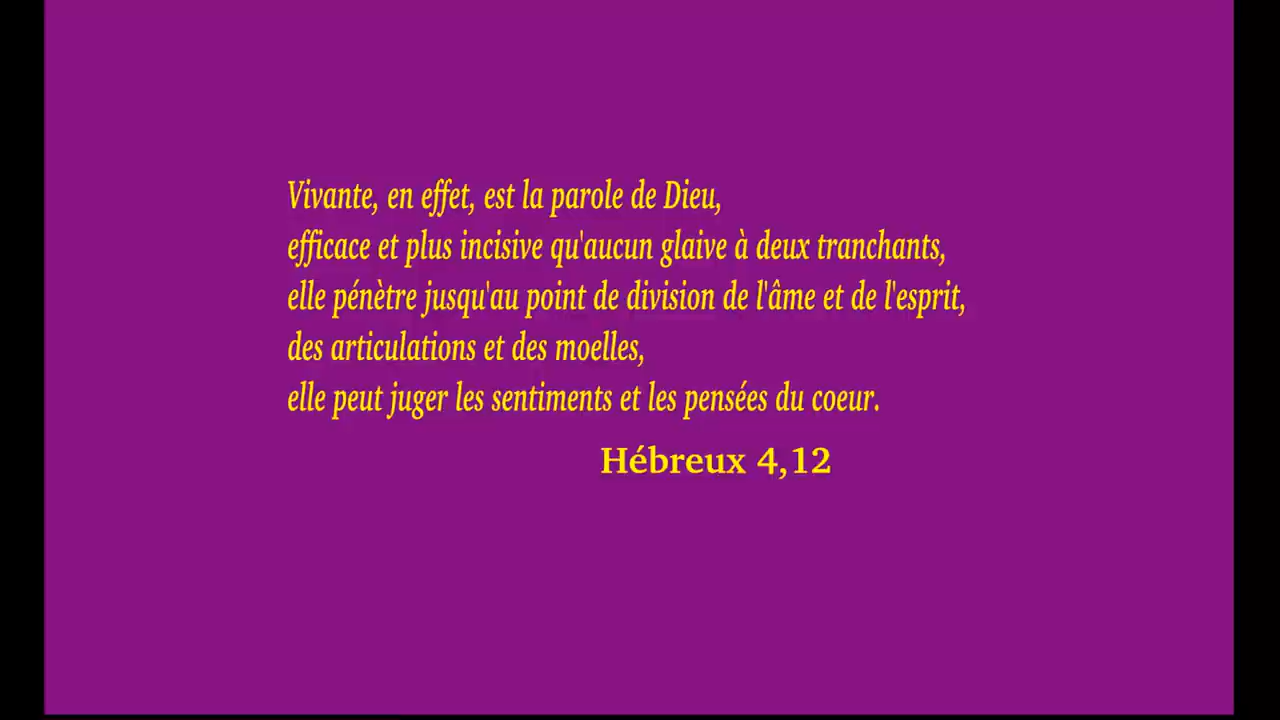 Vivante, en effet, est la parole de Dieu,
efficace et plus incisive qu'aucun glaive à deux tranchants,
elle pénètre jusqu'au point de division de l'âme et de l'esprit,
des articulations et des moelles,
elle peut juger les sentiments et les pensées du coeur.
Hébreux 4,12